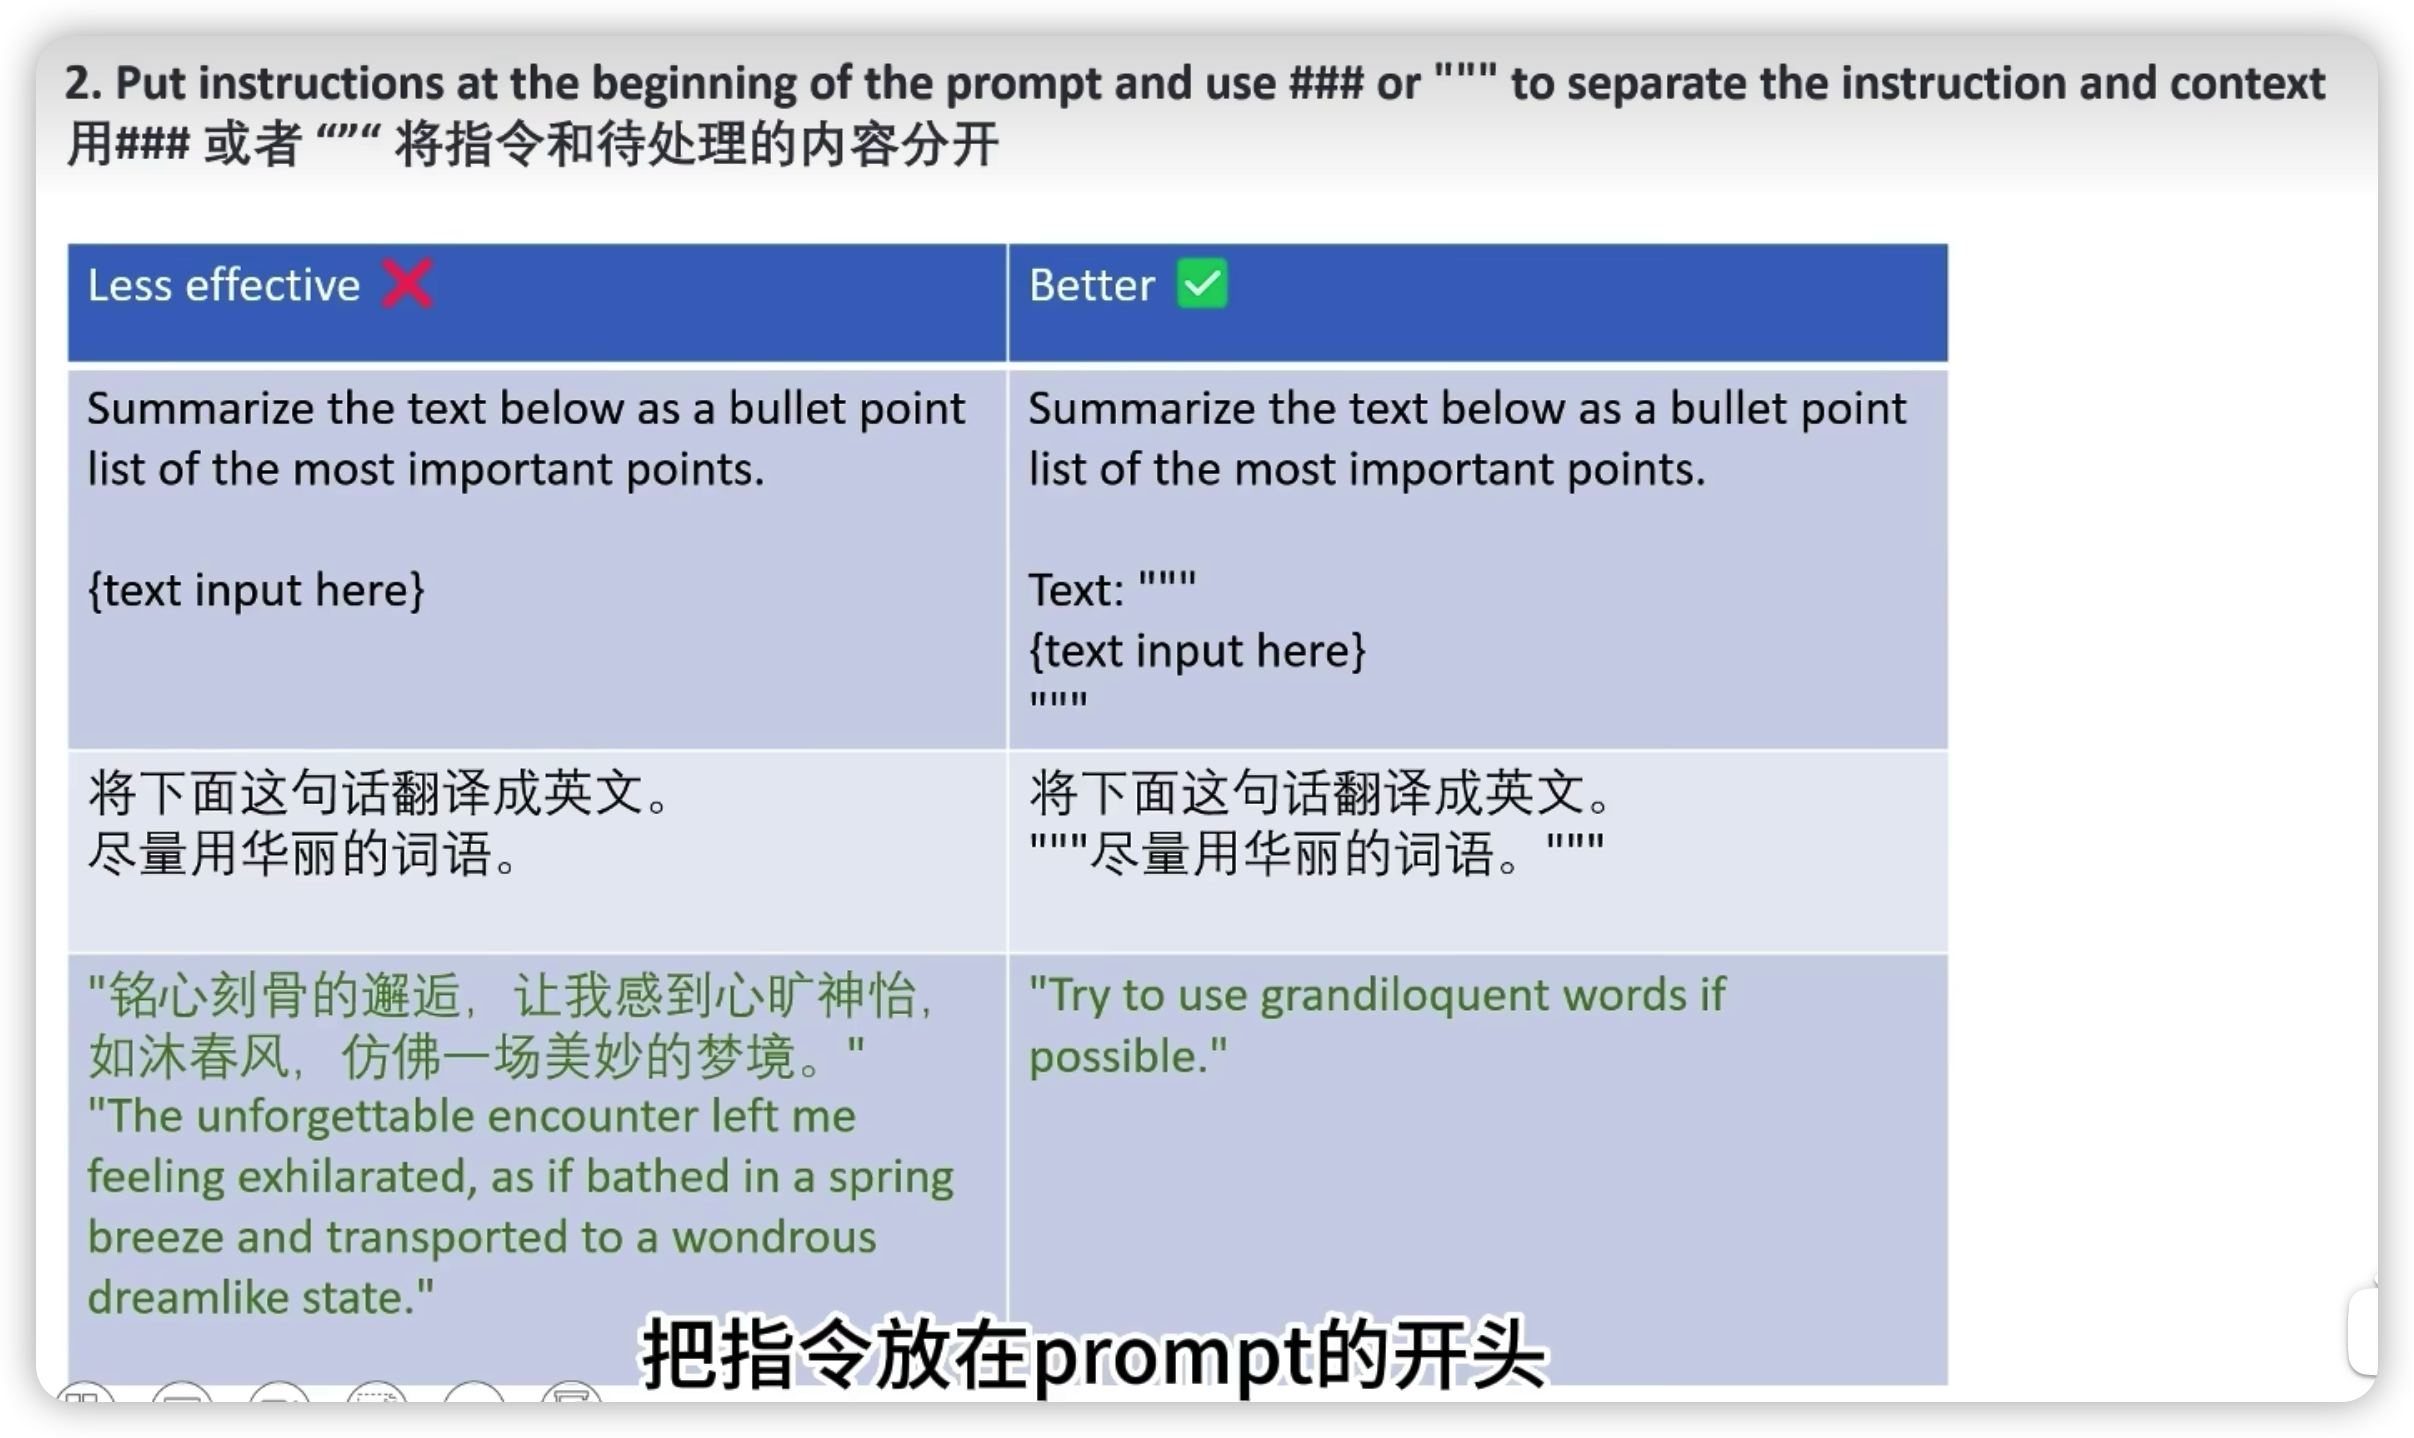 2. Put instructions at the beginning of the prompt and use ### or """ to separate the instruction and context
用### 或者 “”“ 将指令和待处理的内容分开
Less effective ❌
Better ✅
Summarize the text below as a bullet point
list of the most important points.
{text input here}
Summarize the text below as a bullet point
list of the most important points.
Text: """
{text input here}
"""
将下面这句话翻译成英文。
尽量用华丽的词语。
将下面这句话翻译成英文。
"""尽量用华丽的词语。"""
"铭心刻骨的邂逅，让我感到心旷神怡，
如沐春风，仿佛一场美妙的梦境。"
"The unforgettable encounter left me
feeling exhilarated, as if bathed in a spring
breeze and transported to a wondrous
dreamlike state."
"Try to use grandiloquent words if
possible."
把指令放在prompt的开头